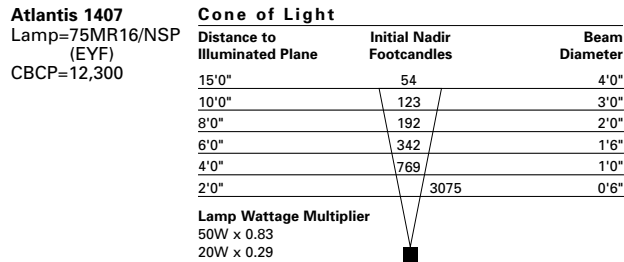 Atlantis 1407
Lamp=75MR16/NSP
(EYF)
CBCP=12,300
Cone of Light
Distance to Illuminated Plane Initial Nadir Footcandles Beam Diameter
15'0" 54 4'0"
10'0" 123 3'0"
8'0" 192 2'0"
6'0" 342 1'6"
4'0" 769 1'0"
2'0" 3075 0'6"
Lamp Wattage Multiplier
50W x 0.83
20W x 0.29